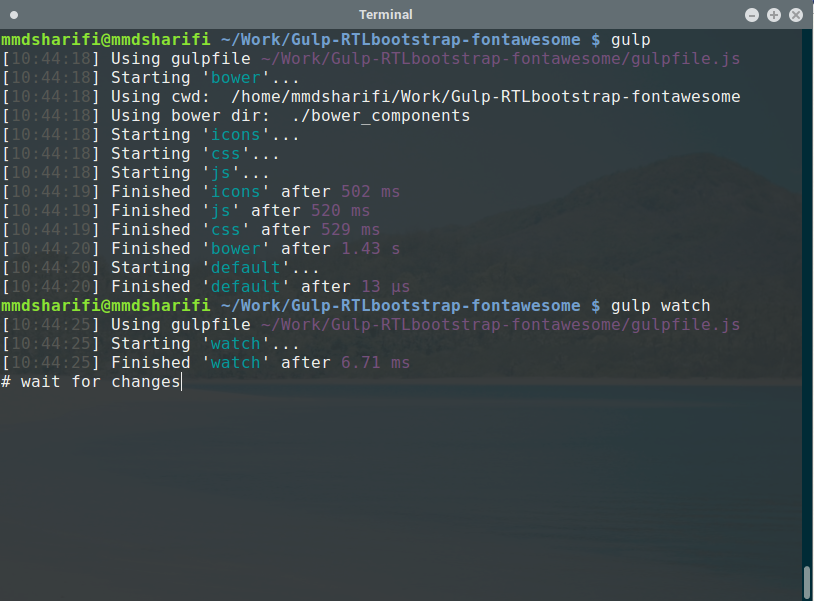 Terminal
mmdsharifi@mmdsharifi ~/Work/Gulp-RTLbootstrap-fontawesome $ gulp
[10:44:18] Using gulpfile ~/Work/Gulp-RTLbootstrap-fontawesome/gulpfile.js
[10:44:18] Starting 'bower'...
[10:44:18] Using cwd:  /home/mmdsharifi/Work/Gulp-RTLbootstrap-fontawesome
[10:44:18] Using bower dir:  ./bower_components
[10:44:18] Starting 'icons'...
[10:44:18] Starting 'css'...
[10:44:18] Starting 'js'...
[10:44:19] Finished 'icons' after 502 ms
[10:44:19] Finished 'js' after 520 ms
[10:44:19] Finished 'css' after 529 ms
[10:44:20] Finished 'bower' after 1.43 s
[10:44:20] Starting 'default'...
[10:44:20] Finished 'default' after 13 μs
mmdsharifi@mmdsharifi ~/Work/Gulp-RTLbootstrap-fontawesome $ gulp watch
[10:44:25] Using gulpfile ~/Work/Gulp-RTLbootstrap-fontawesome/gulpfile.js
[10:44:25] Starting 'watch'...
[10:44:25] Finished 'watch' after 6.71 ms
# wait for changes